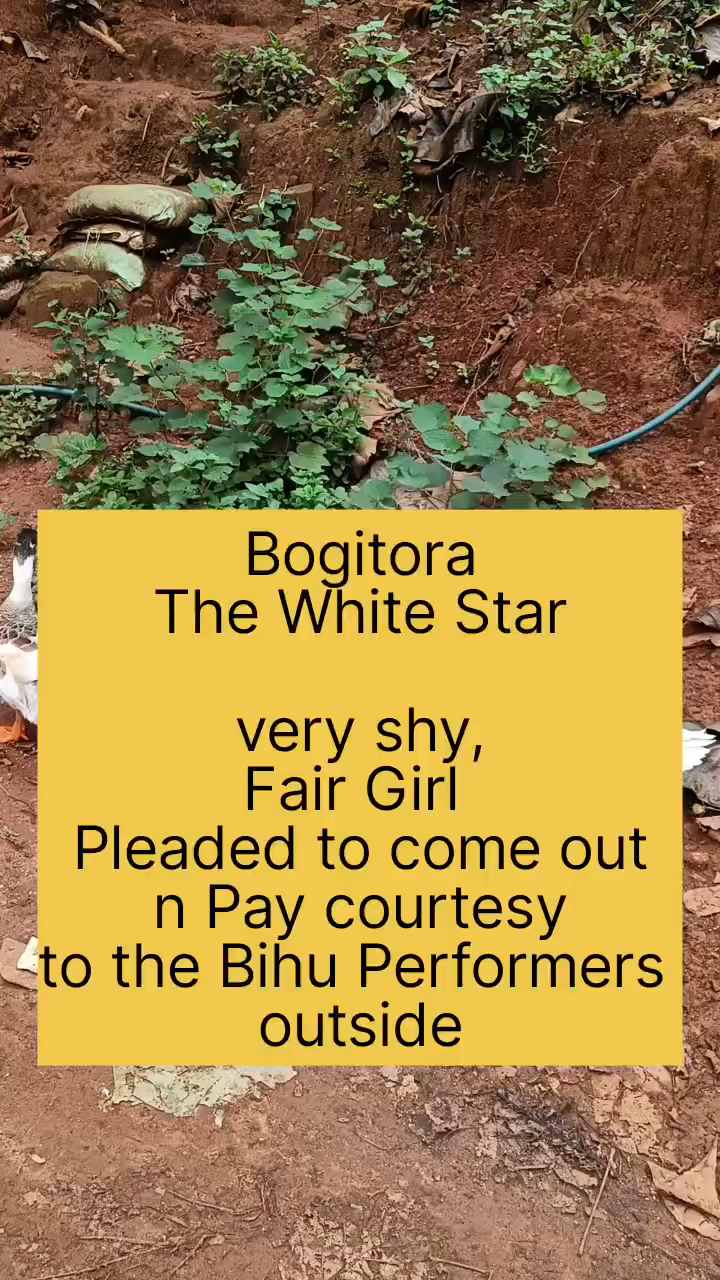 Bogitora
The White Star
very shy,
Fair Girl
Pleaded to come out
n Pay courtesy
to the Bihu Performers
outside